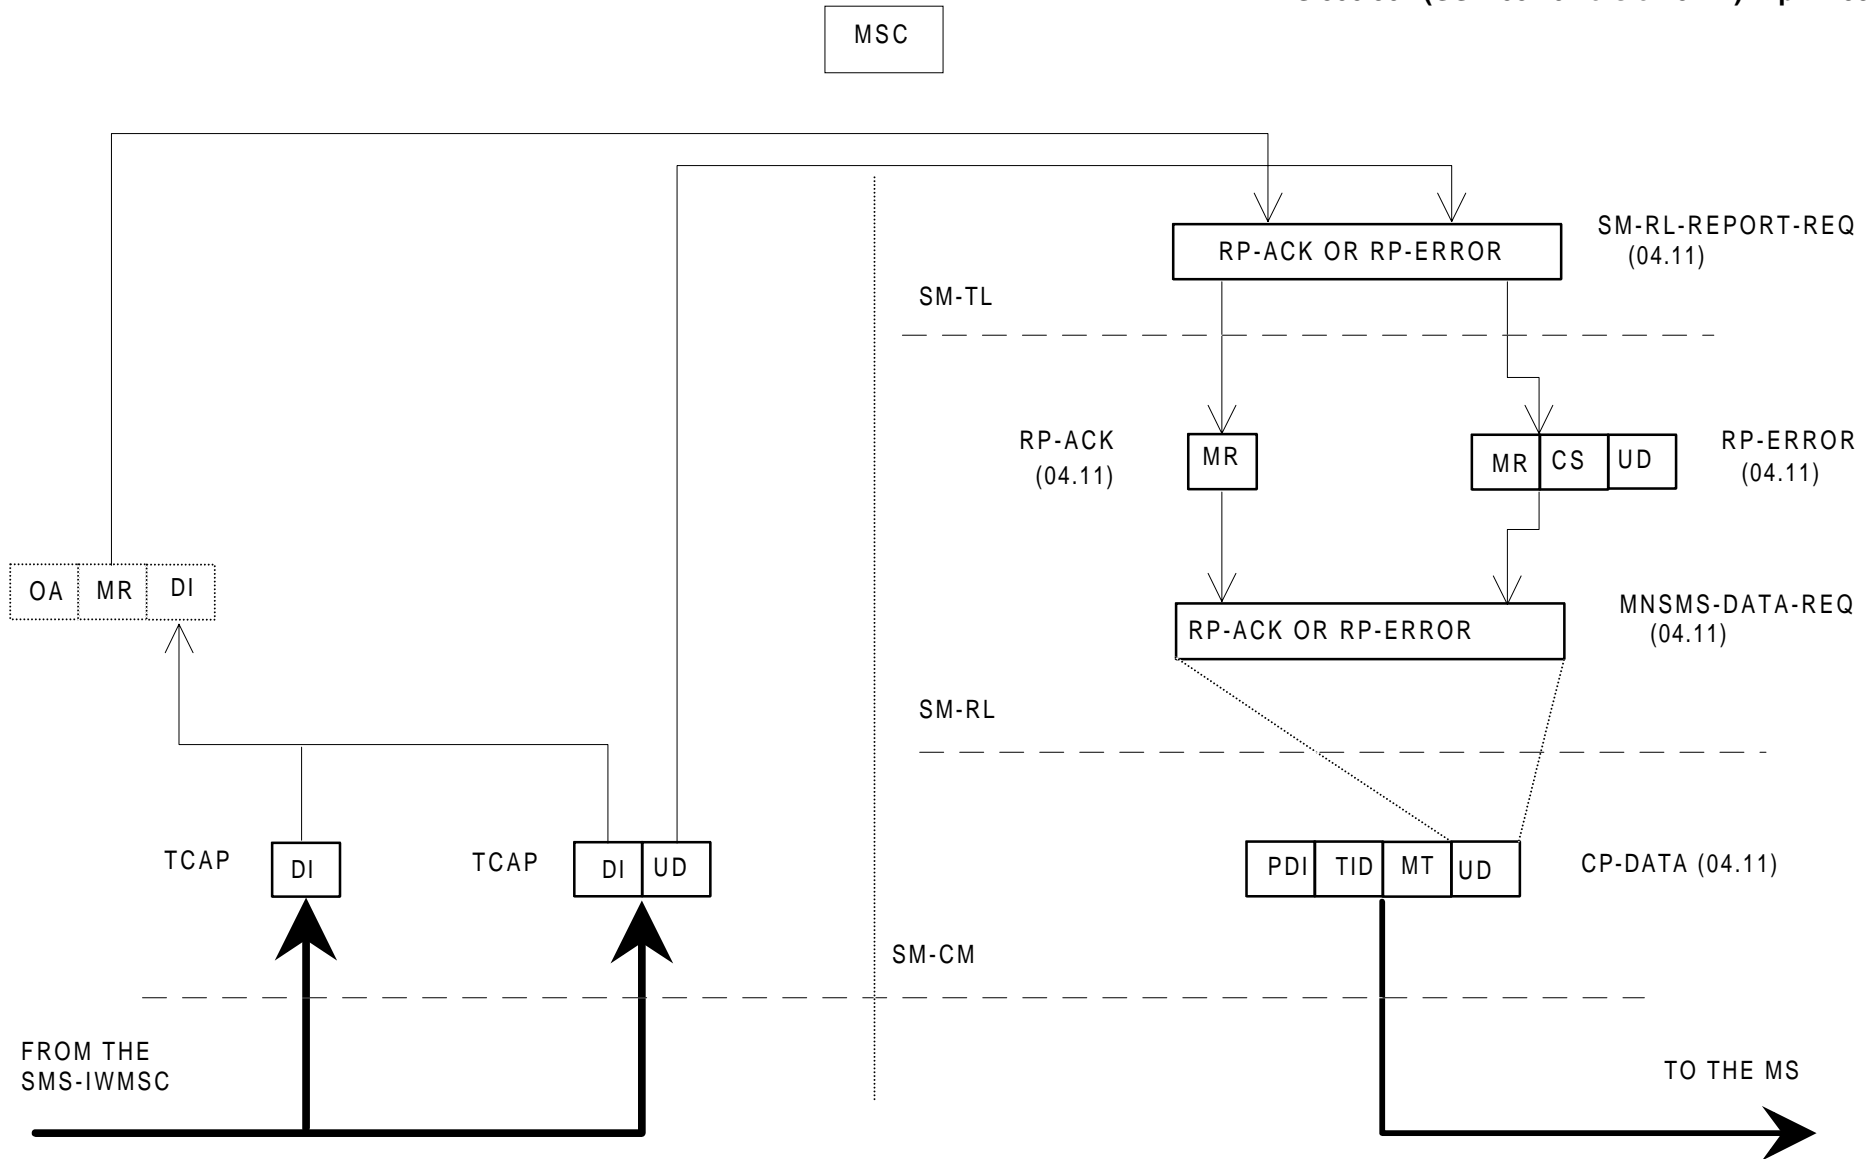 MSC
SM-RL-REPORT-REQ
(04.11)
RP-ACK OR RP-ERROR
SM-TL
RP-ACK
(04.11)
MR
MR CS UD
RP-ERROR
(04.11)
OA MR DI
MNSMS-DATA-REQ
(04.11)
RP-ACK OR RP-ERROR
SM-RL
TCAP
DI
TCAP
DI UD
PDI TID MT UD
CP-DATA (04.11)
SM-CM
FROM THE
SMS-IWMSC
TO THE MS